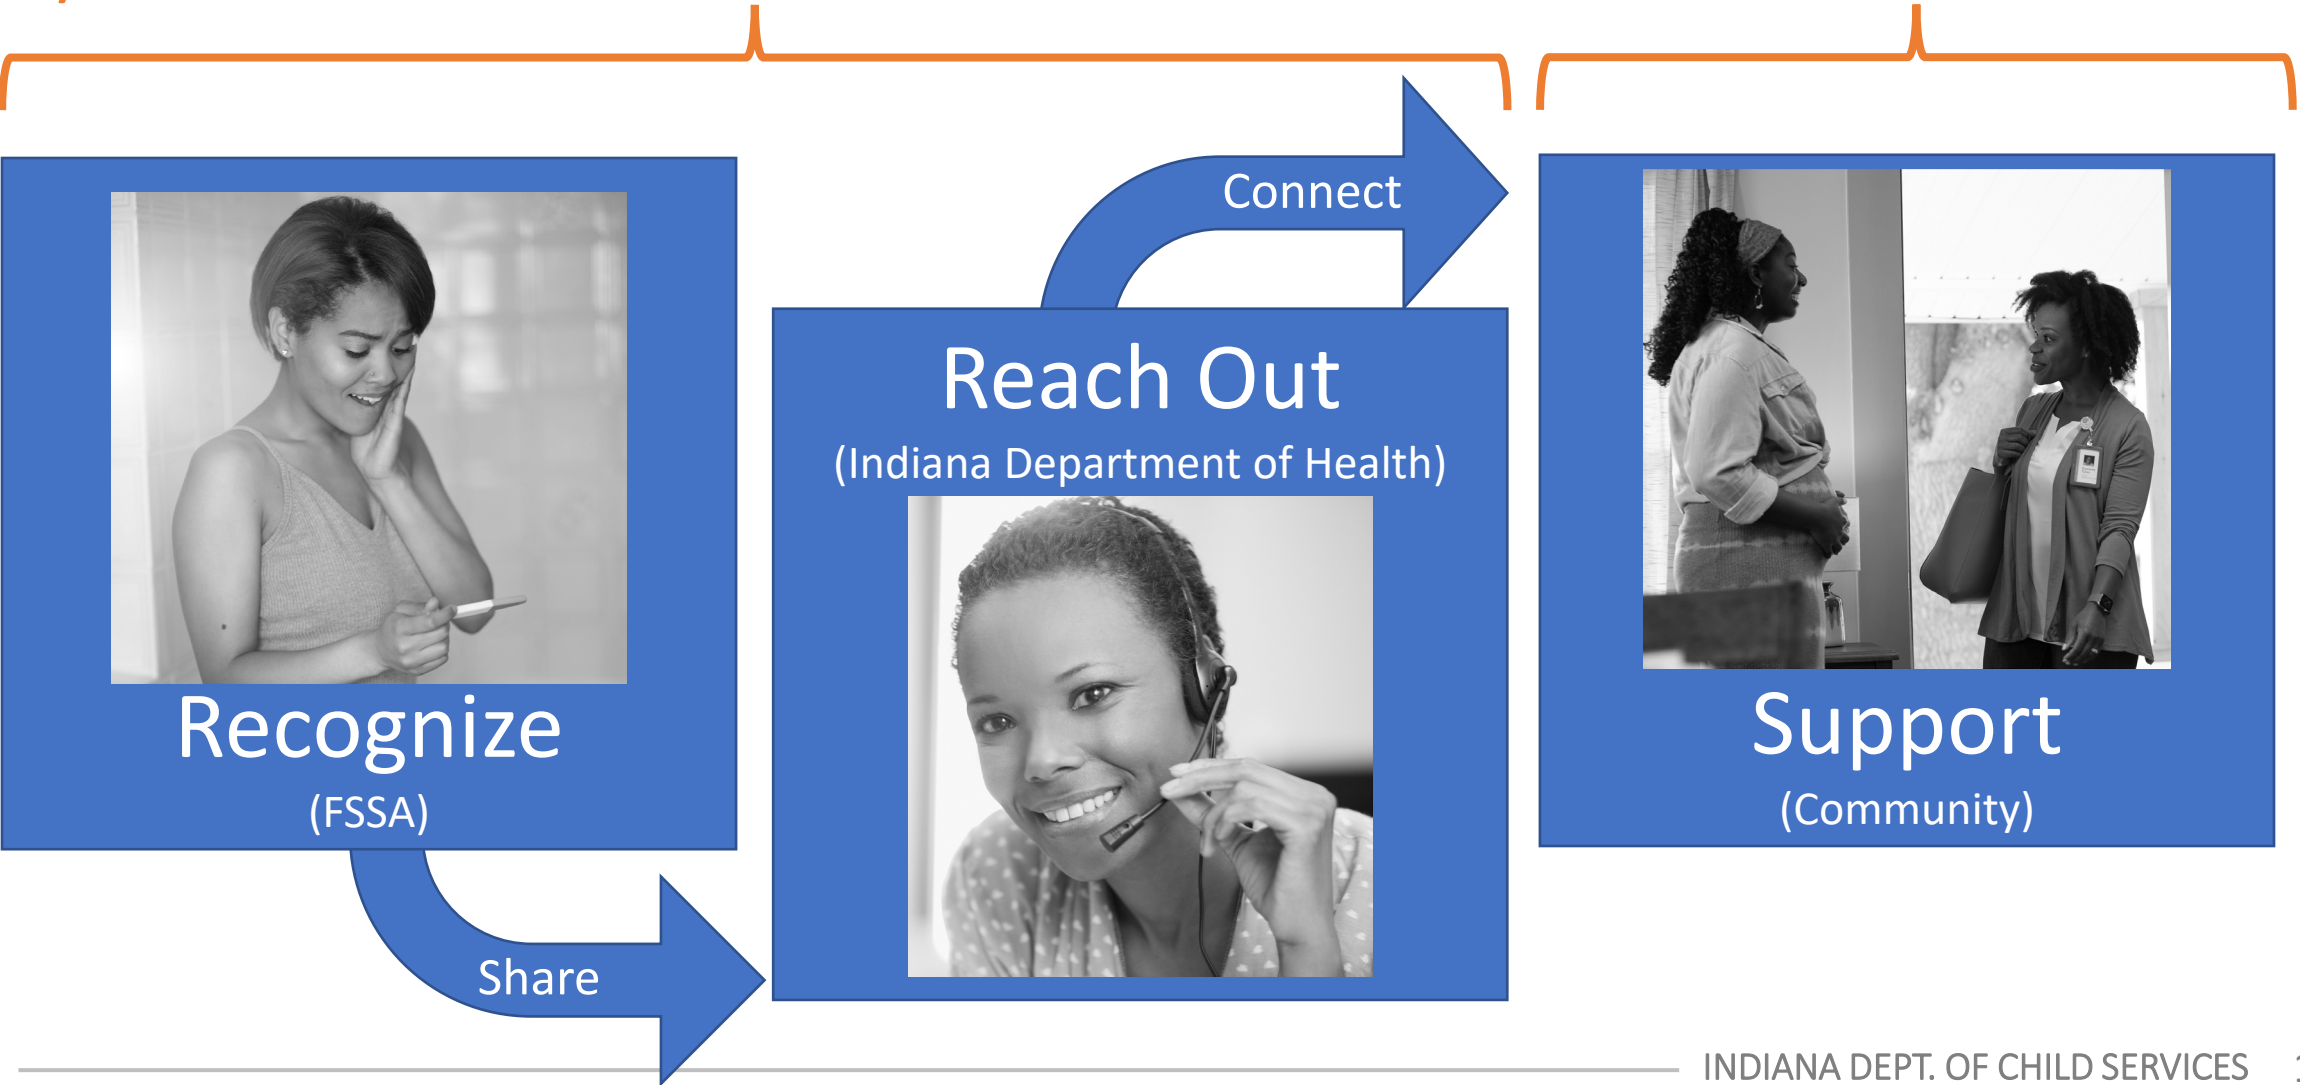 Connect
Reach Out
(Indiana Department of Health)
Recognize
(FSSA)
Share
Support
(Community)
INDIANA DEPT. OF CHILD SERVICES